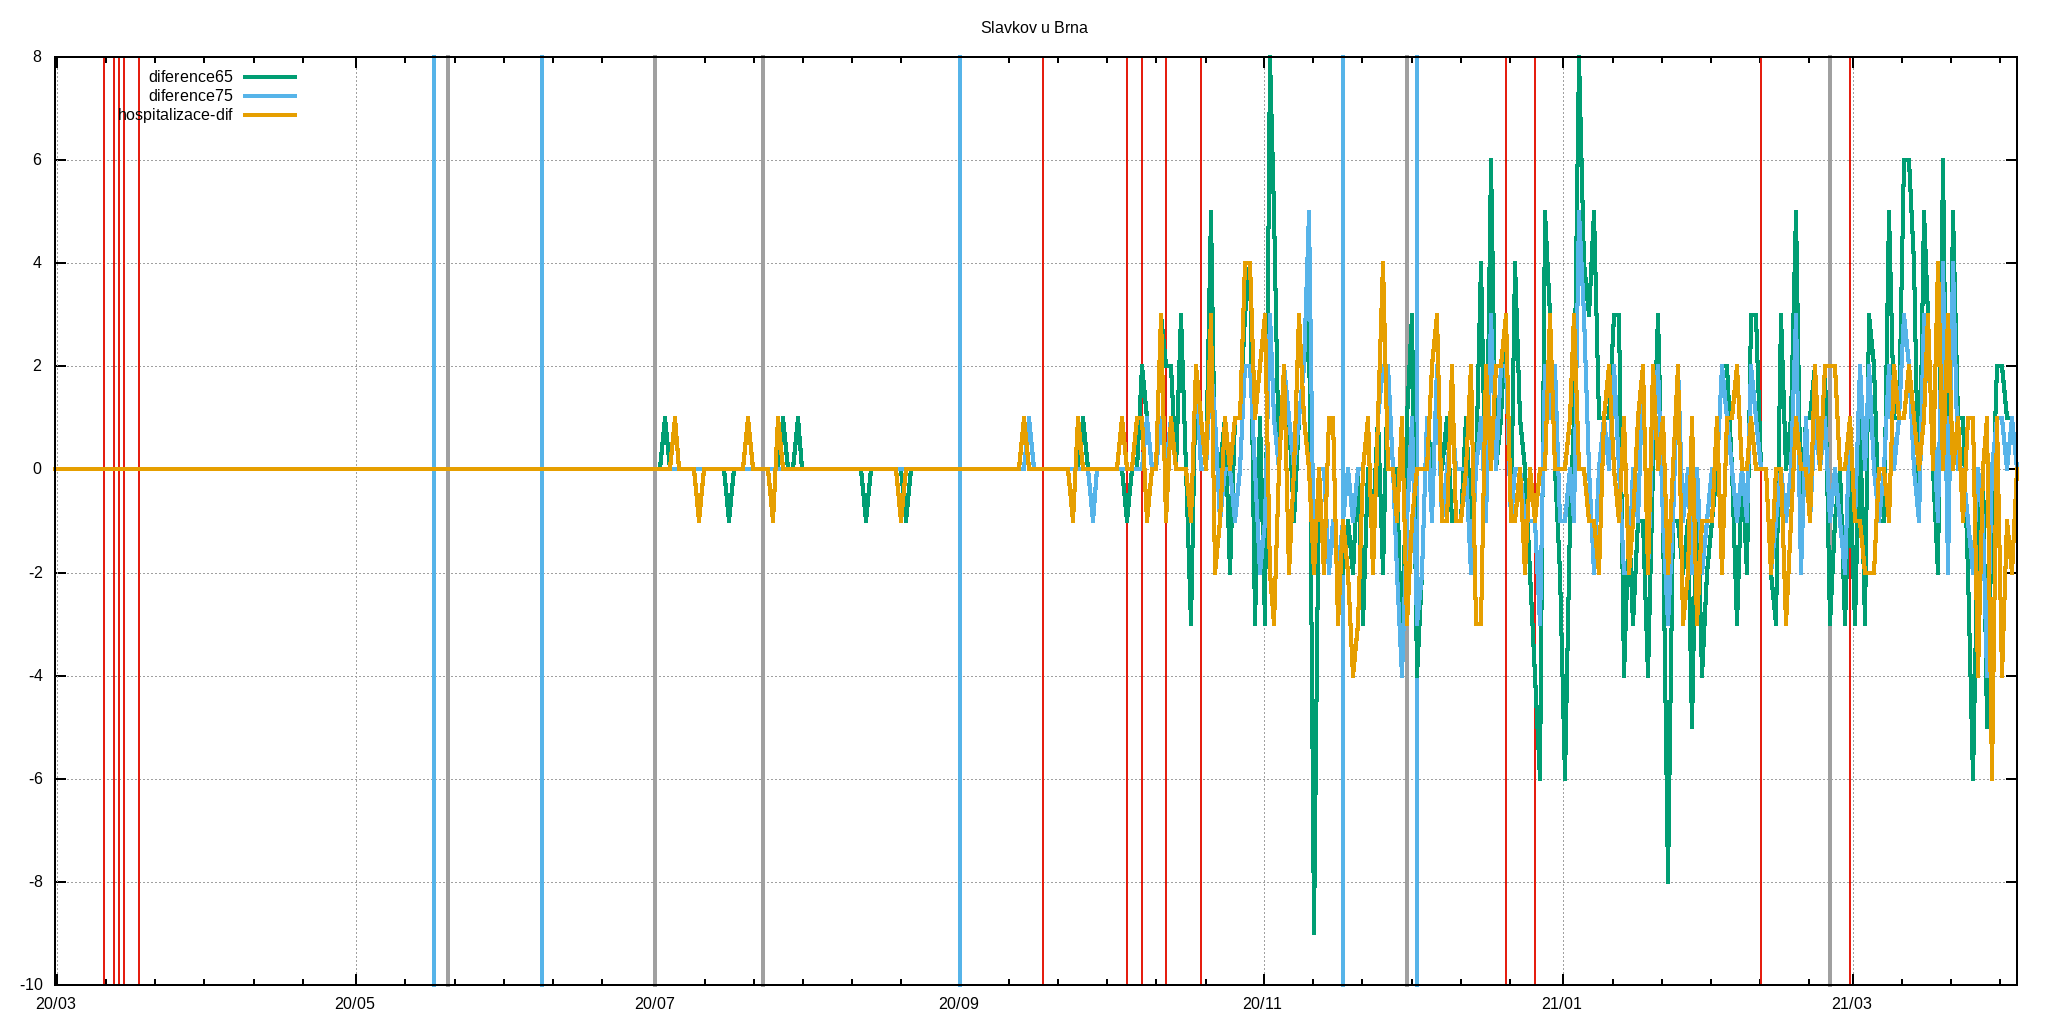 Slavkov u Brna
diference65
diference75
hospitalizace-dif
8
6
4
2
0
-2
-4
-6
-8
-10
20/03 20/05 20/07 20/09 20/11 21/01 21/03